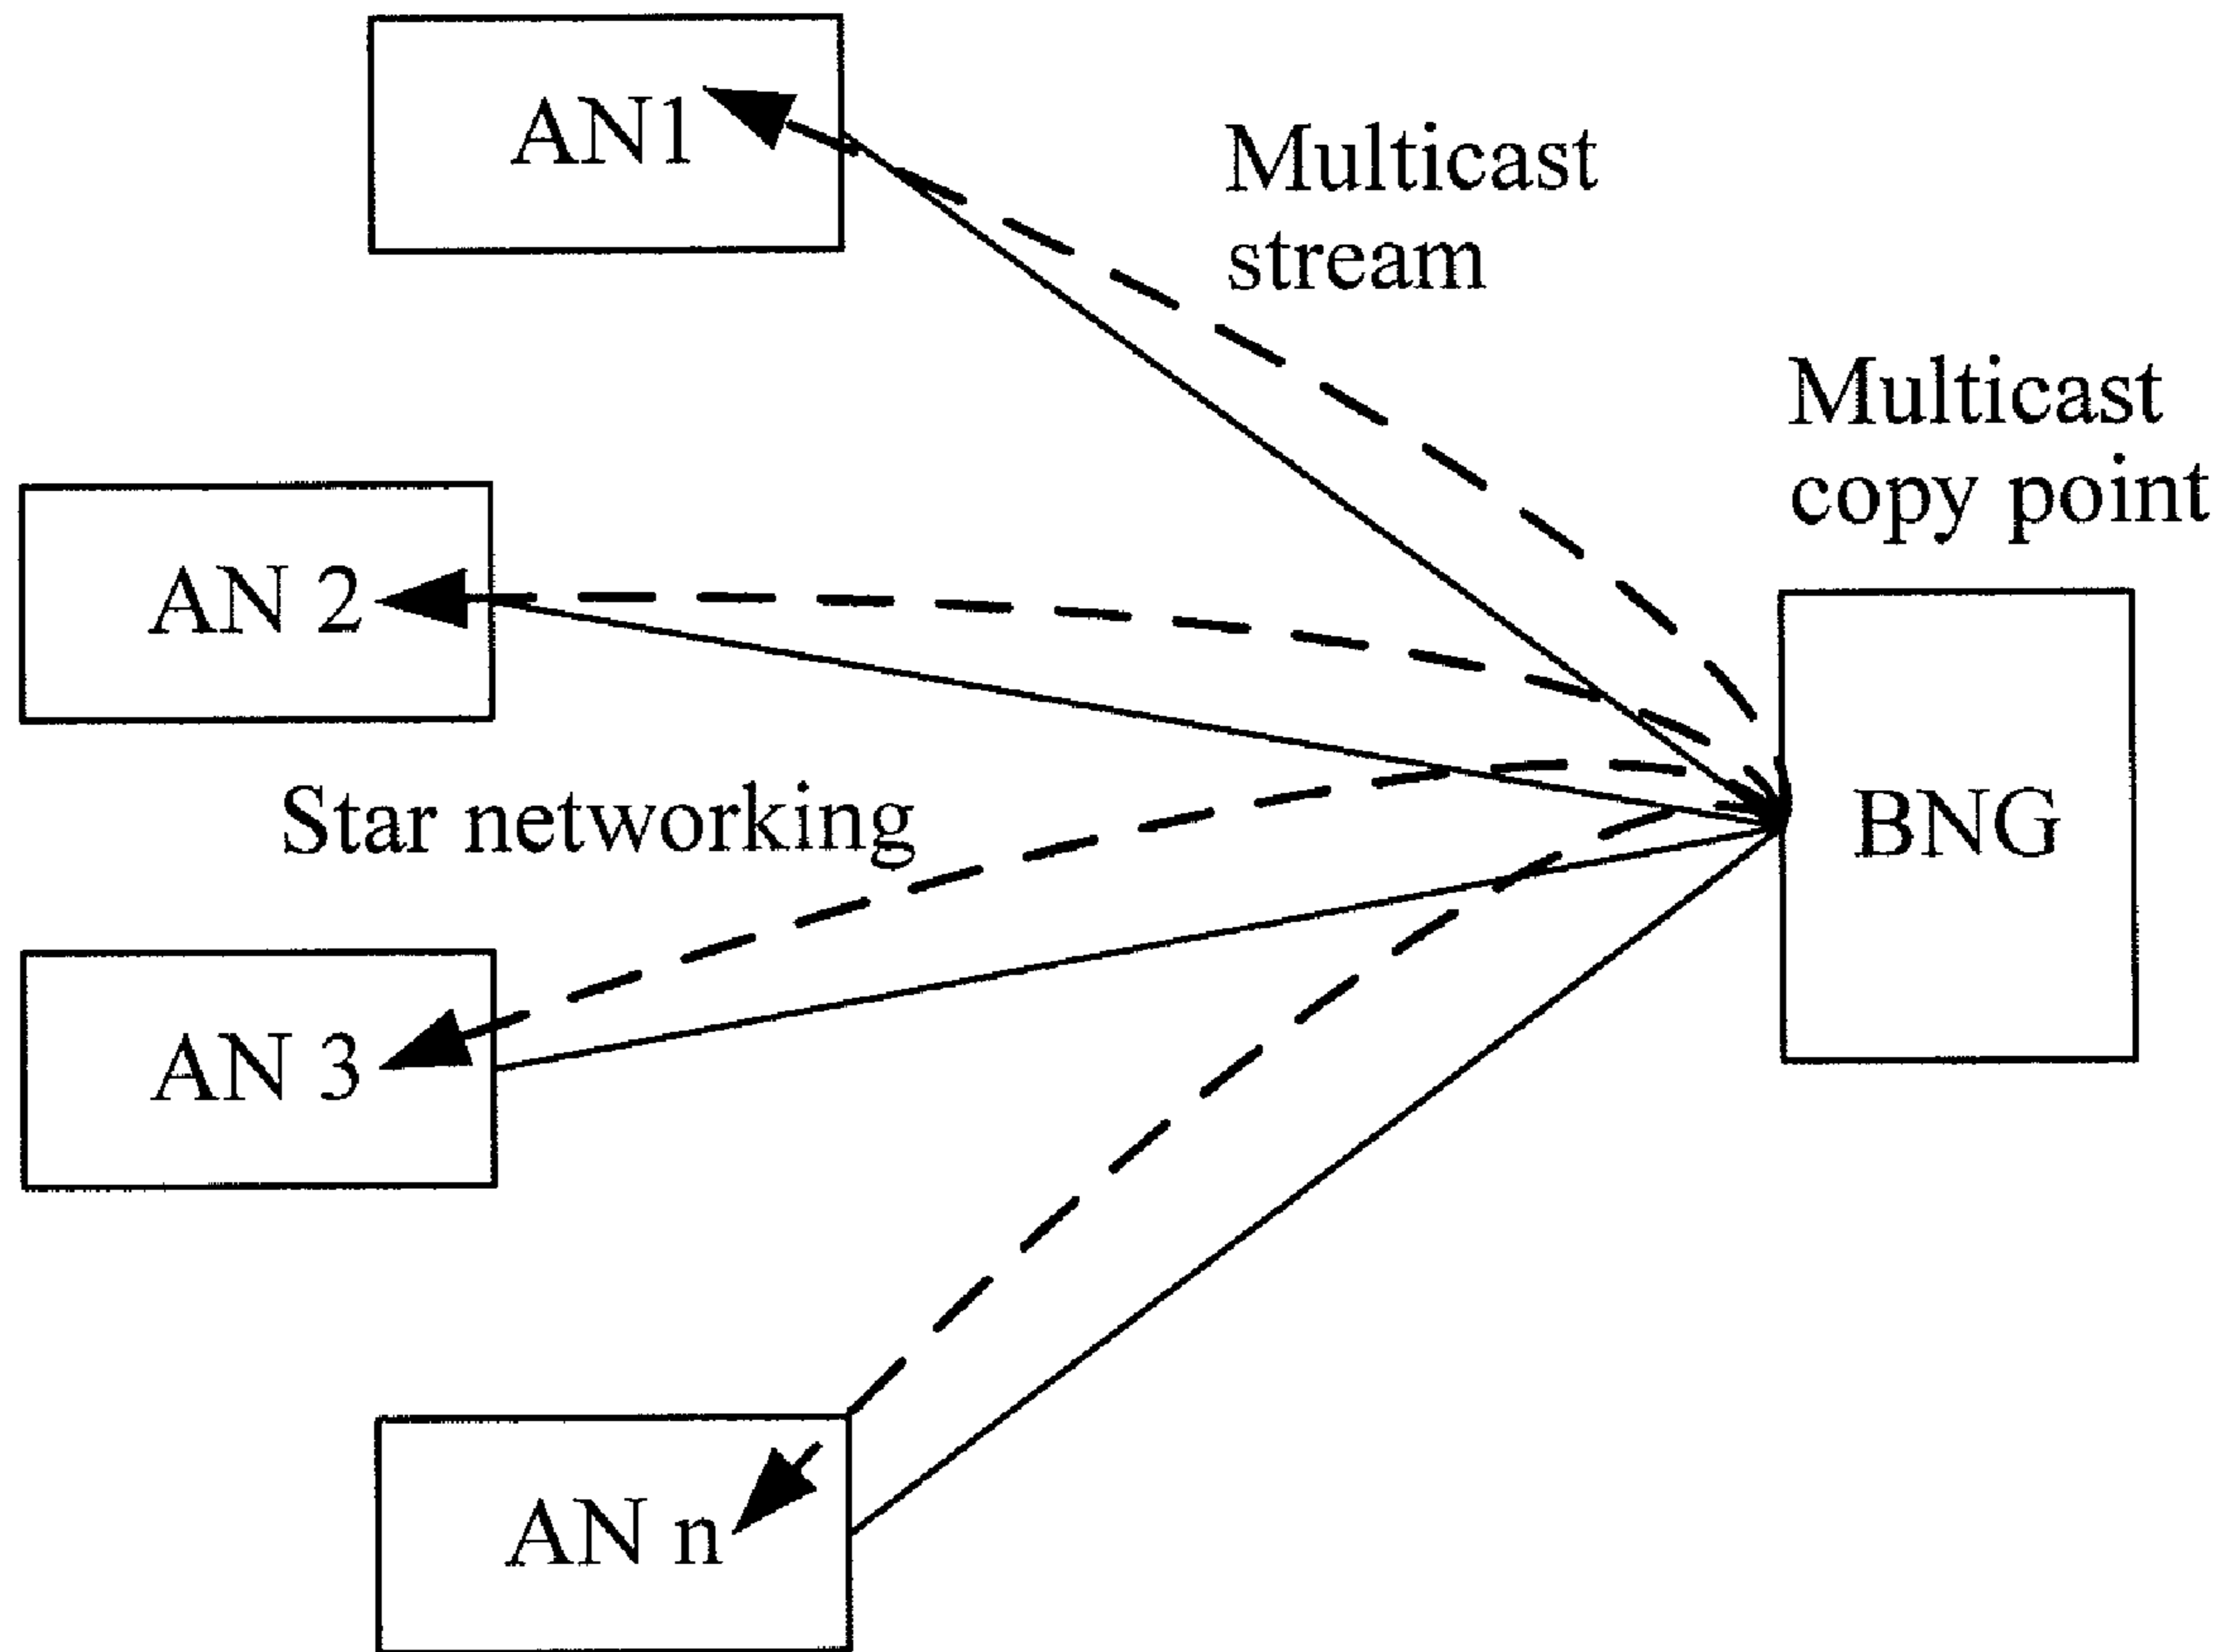 AN1
Multicast
stream
Multicast
copy point
AN 2
Star networking
BNG
AN 3
AN n